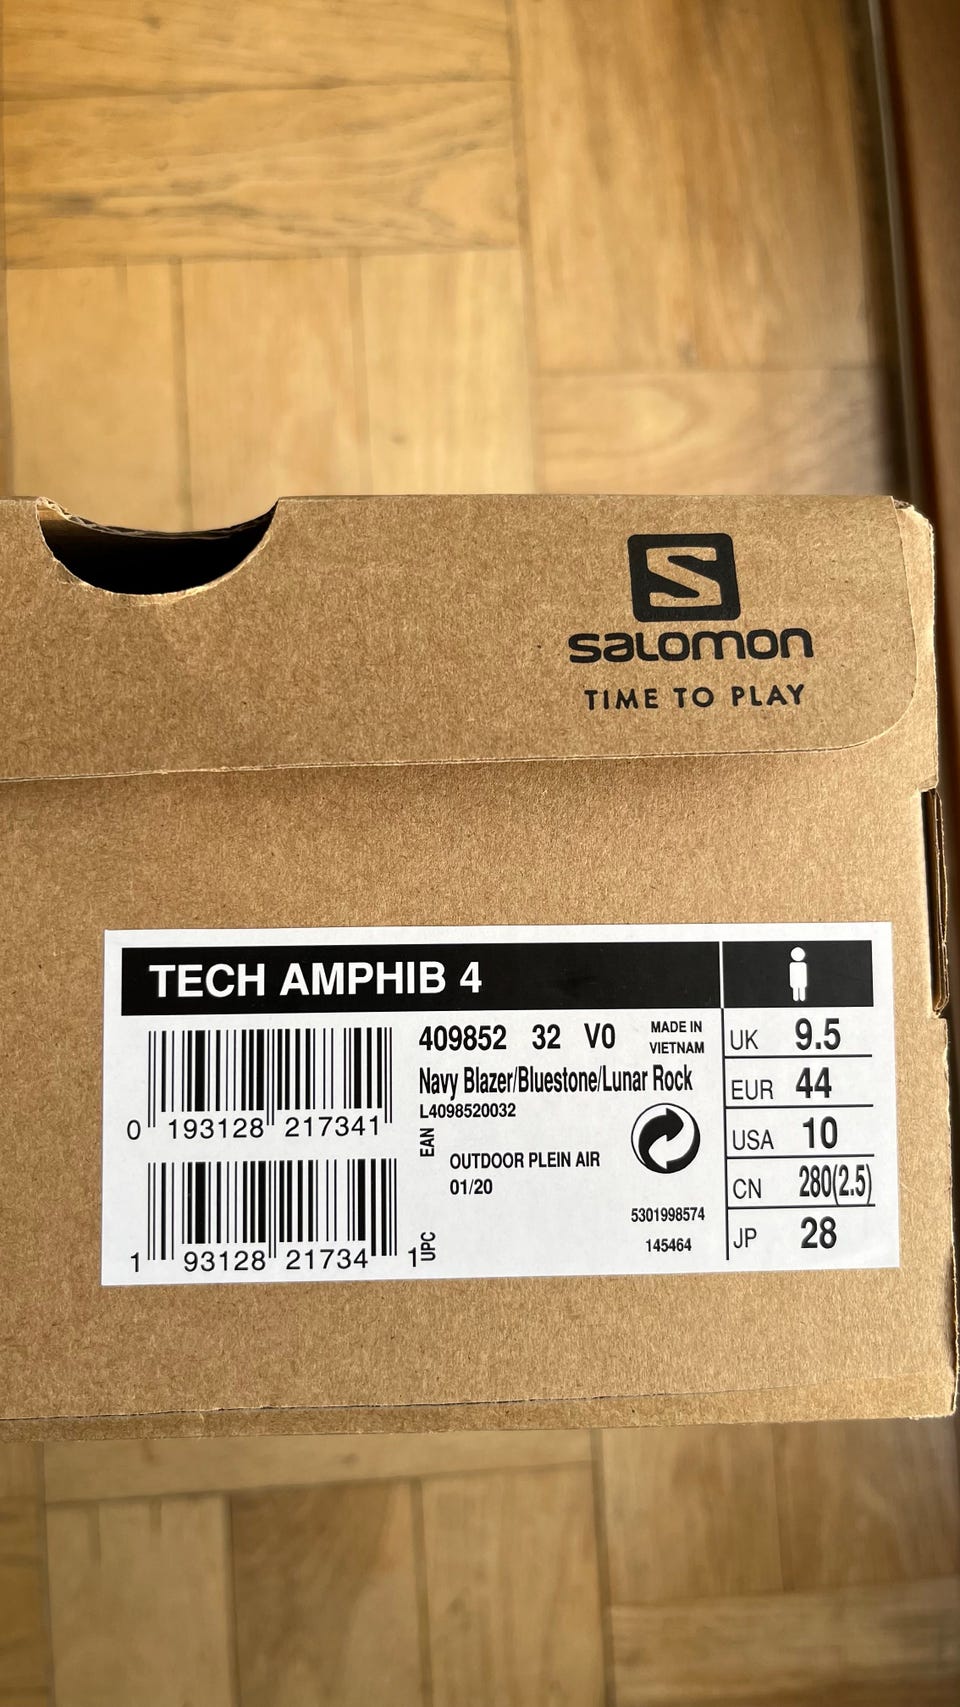 salomon
TIME TO PLAY
TECH AMPHIB 4
409852 32 V0
MADE IN
VIETNAM
Navy Blazer/Bluestone/Lunar Rock
L4098520032
0 193128 217341
EAN
OUTDOOR PLEIN AIR
01/20
5301998574
145464
1 93128 21734 1
UPC
UK 9.5
EUR 44
USA 10
CN 280(2.5)
JP 28